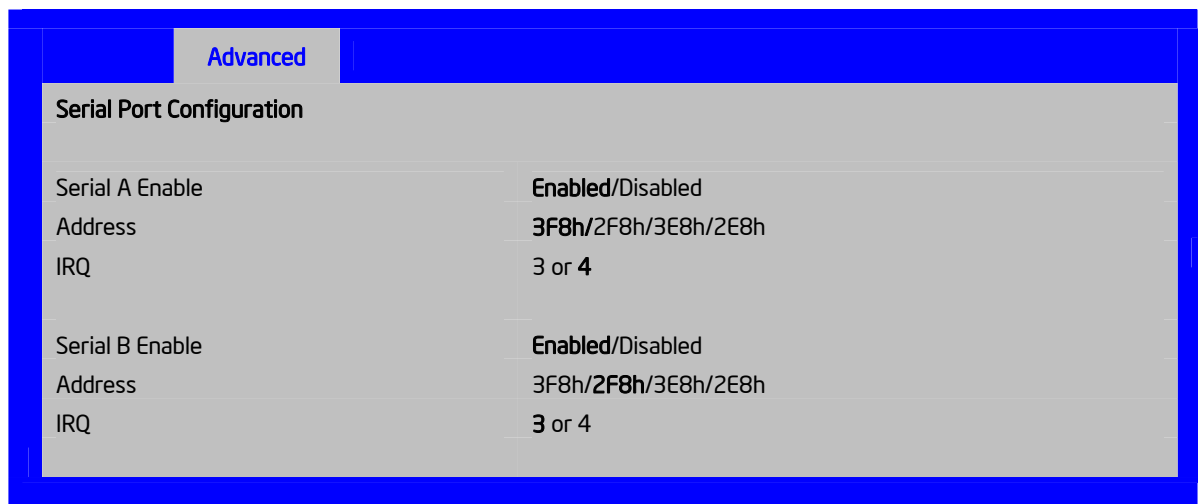 Advanced
Serial Port Configuration
Serial A Enable Enabled/Disabled
Address 3F8h/2F8h/3E8h/2E8h
IRQ 3 or 4
Serial B Enable Enabled/Disabled
Address 3F8h/2F8h/3E8h/2E8h
IRQ 3 or 4